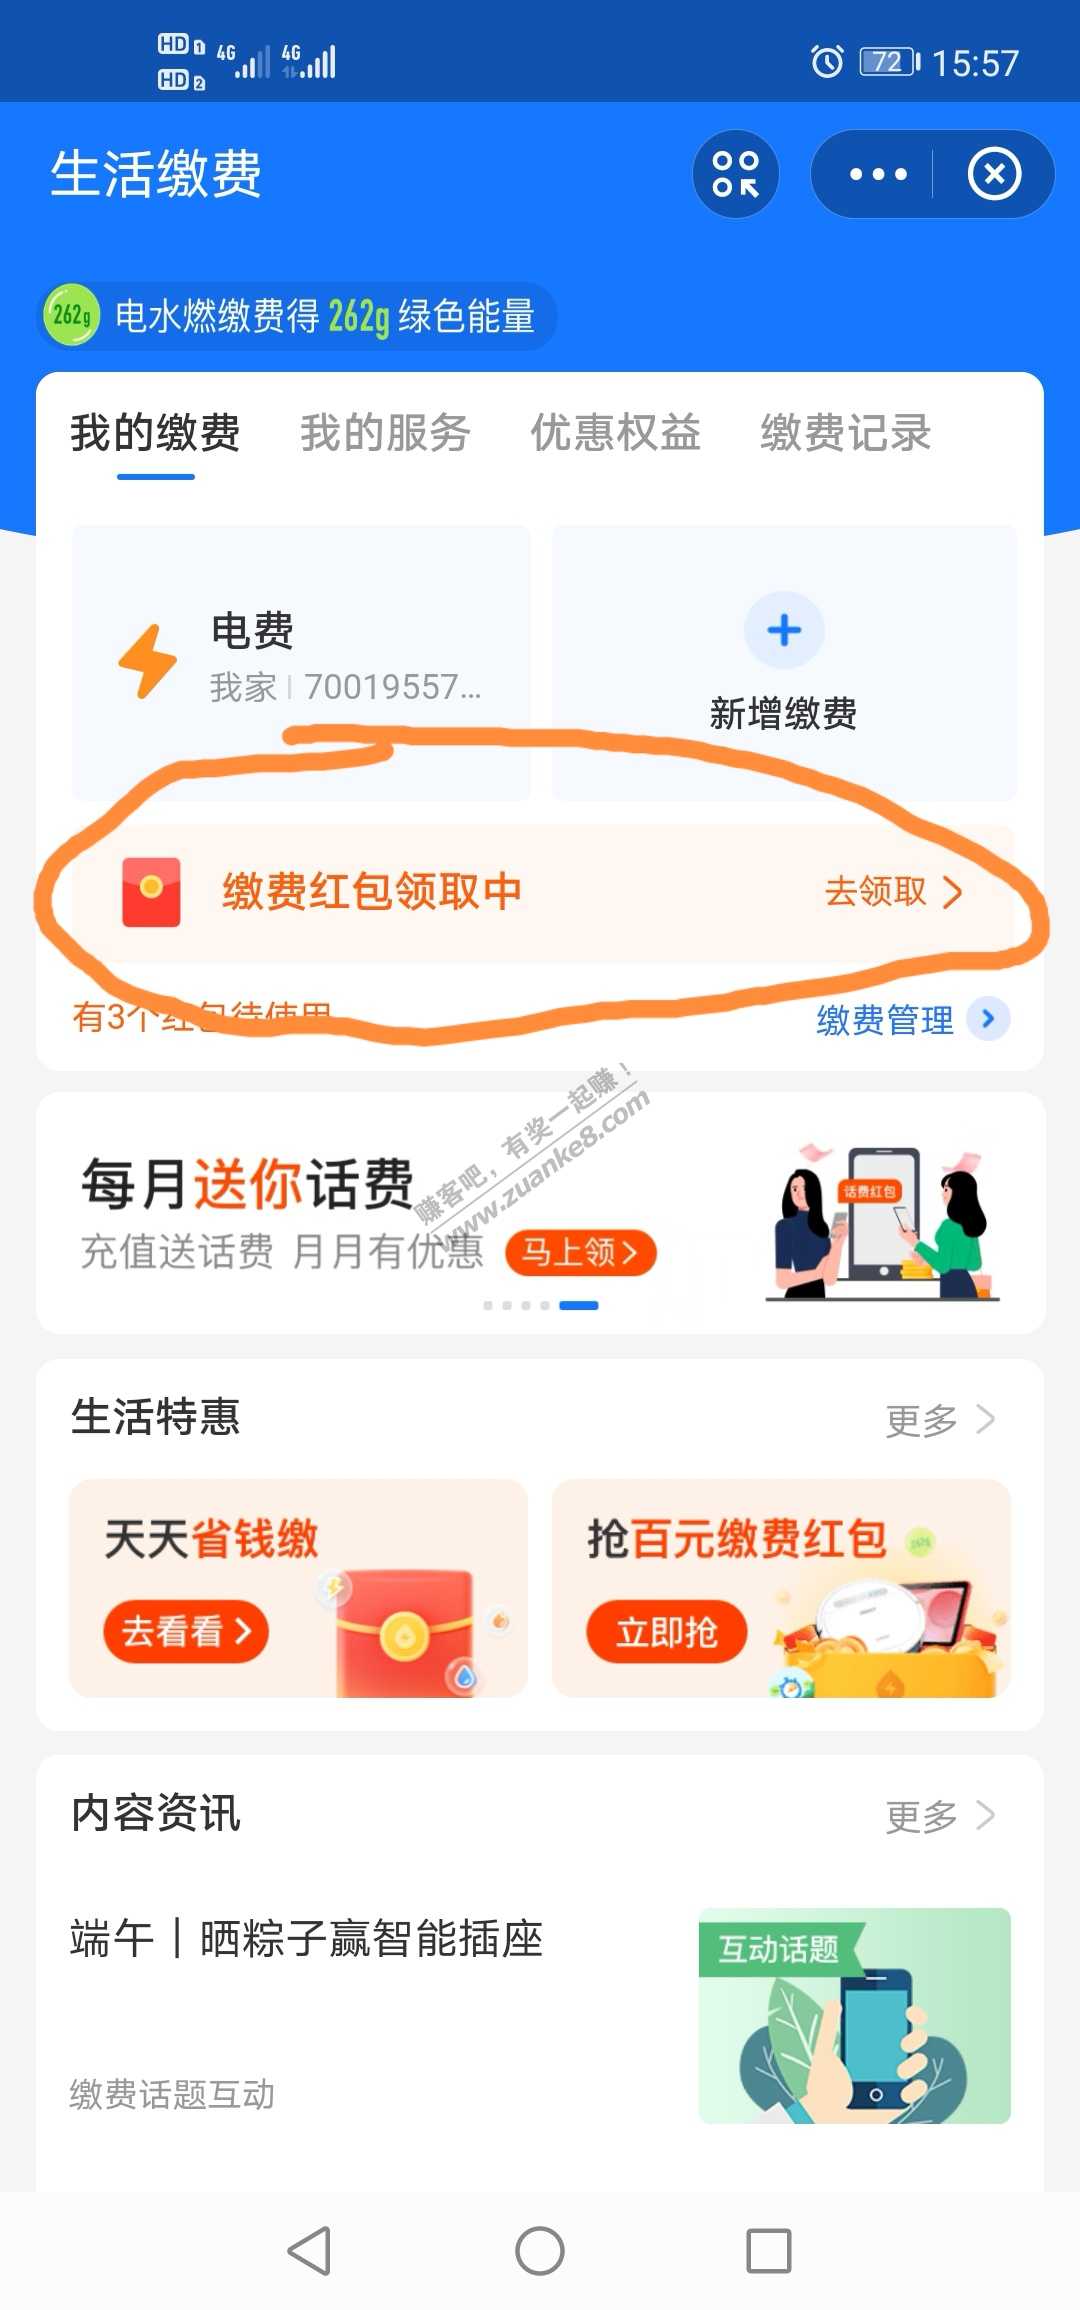 HD 1 4G 4G
HD 2
72 15:57
生活缴费
262g 电水燃缴费得 262g 绿色能量
我的缴费 我的服务 优惠权益 缴费记录
电费
我家 | 70019557...
新增缴费
缴费红包领取中 去领取
有3个红包待使用 缴费管理
赚客吧，有奖一起赚！
www.zuanke8.com
每月送你话费
充值送话费 月月有优惠 马上领
话费红包
生活特惠 更多
天天省钱缴
去看看
抢百元缴费红包
立即抢
内容资讯 更多
端午｜晒粽子赢智能插座
互动话题
缴费话题互动